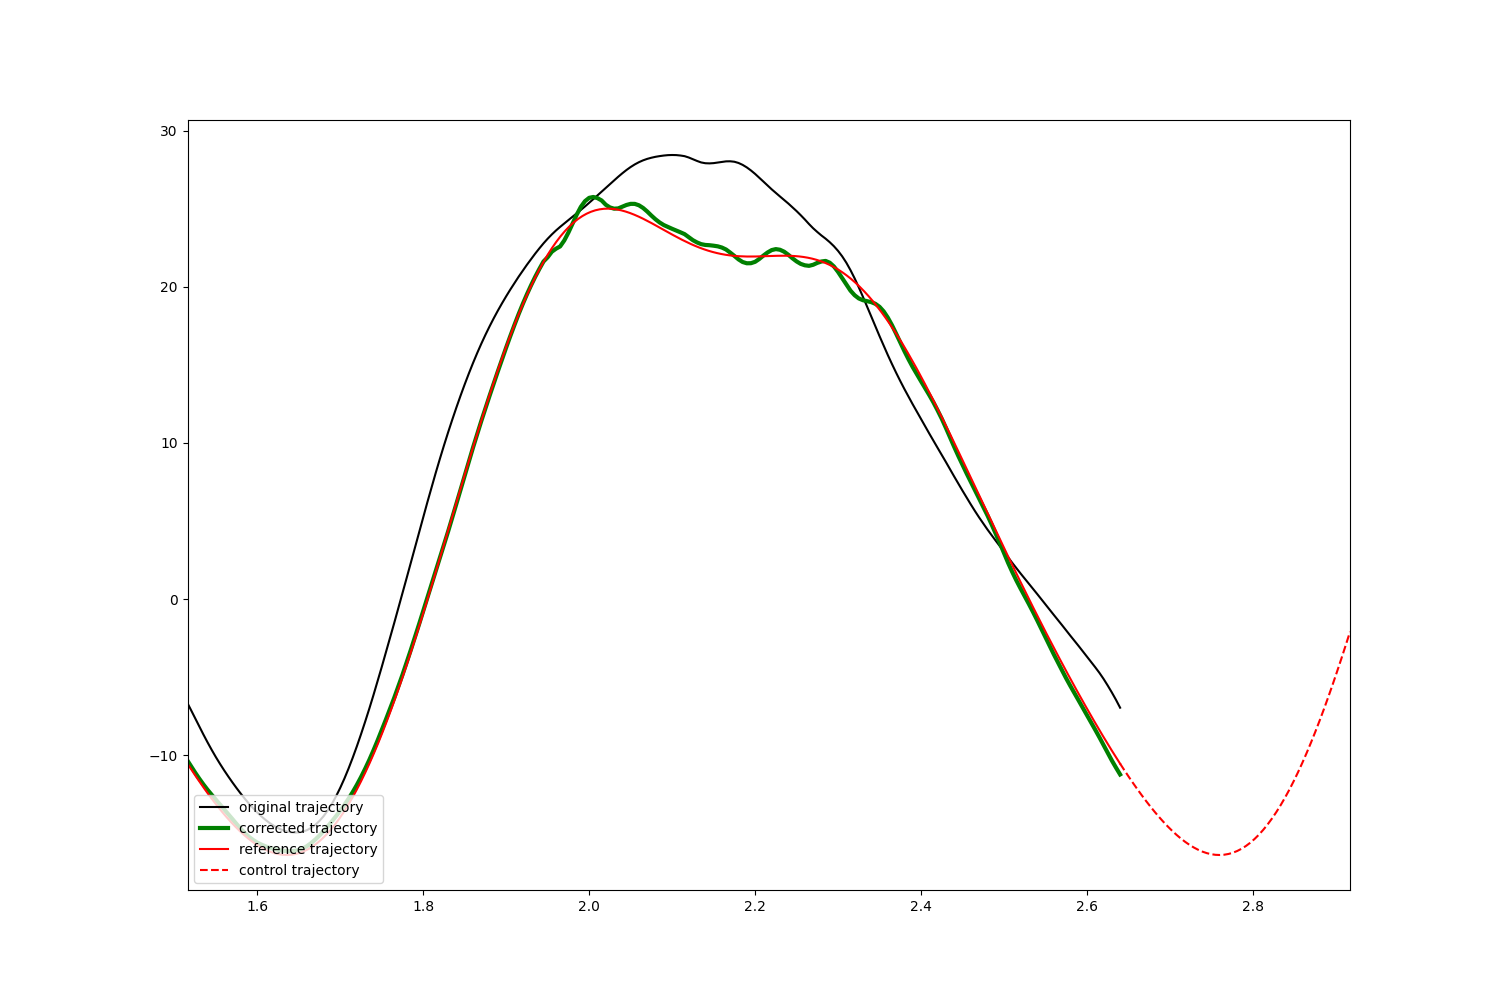 30
20
10
0
−10
original trajectory
corrected trajectory
reference trajectory
control trajectory
1.6 1.8 2.0 2.2 2.4 2.6 2.8